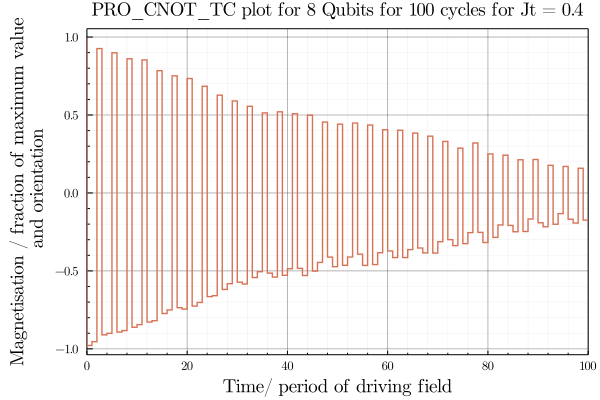 PRO_CNOT_TC plot for 8 Qubits for 100 cycles for Jt = 0.4
Magnetisation / fraction of maximum value
and orientation
1.0
0.5
0.0
−0.5
−1.0
0 20 40 60 80 100
Time/ period of driving field